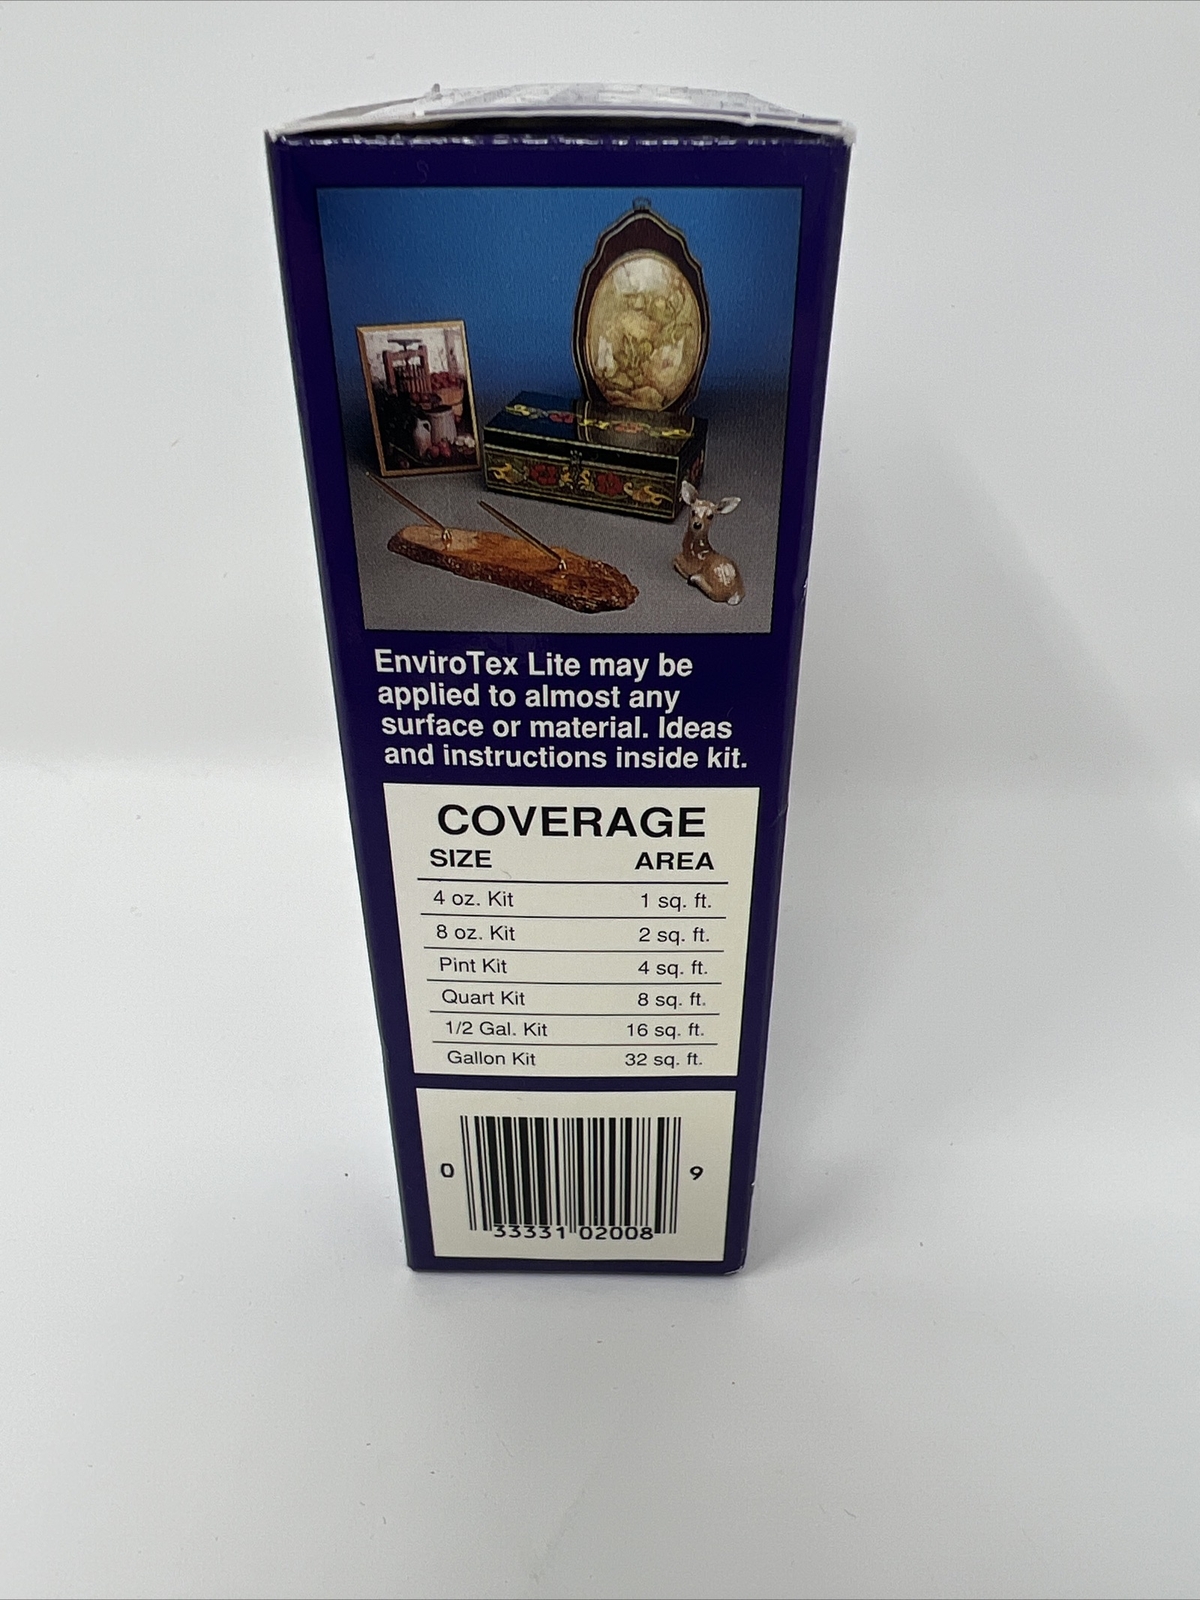 EnviroTex Lite may be
applied to almost any
surface or material. Ideas
and instructions inside kit.
COVERAGE
SIZE AREA
4 oz. Kit 1 sq. ft.
8 oz. Kit 2 sq. ft.
Pint Kit 4 sq. ft.
Quart Kit 8 sq. ft.
1/2 Gal. Kit 16 sq. ft.
Gallon Kit 32 sq. ft.
0 33331 02008 9